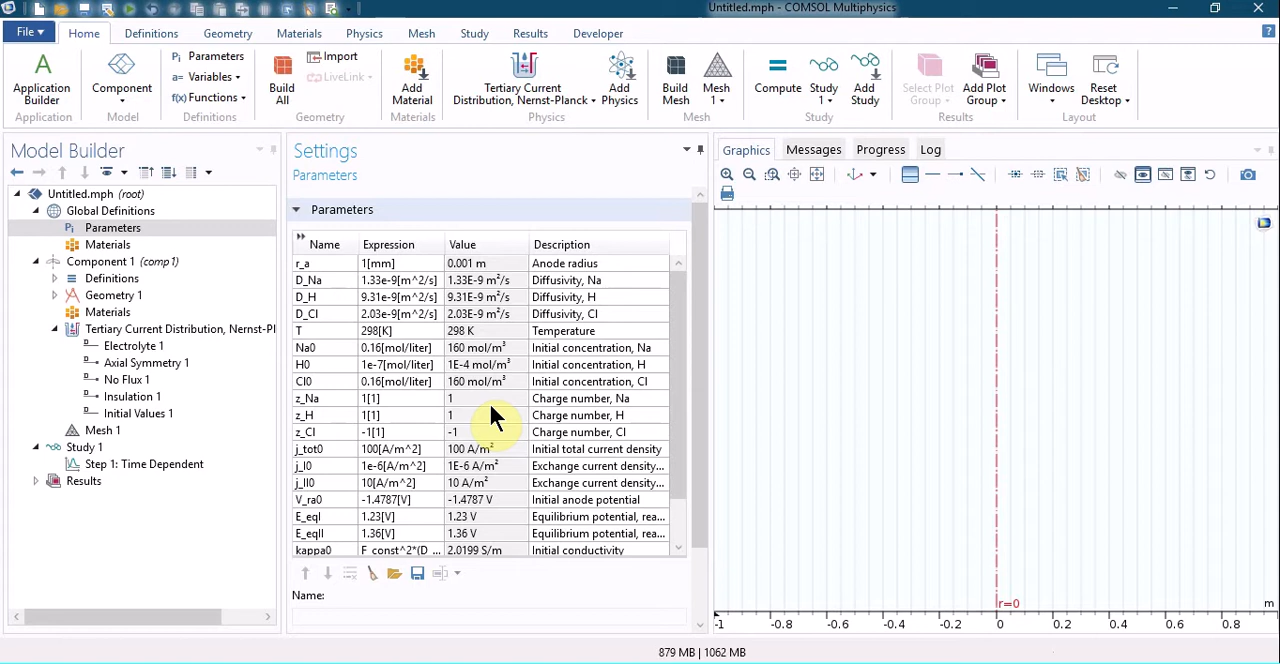 Untitled.mph - COMSOL Multiphysics
File Home Definitions Geometry Materials Physics Mesh Study Results Developer
Application Builder
Application
Component
Model
Pi Parameters
a= Variables
f(x) Functions
Definitions
Import
LiveLink
Build All
Geometry
Add Material
Materials
Tertiary Current Distribution, Nernst-Planck
Add Physics
Physics
Build Mesh
Mesh 1
Mesh
Compute
Study 1
Add Study
Study
Select Plot Group
Add Plot Group
Results
Windows
Reset Desktop
Layout
Model Builder
Untitled.mph (root)
Global Definitions
Pi Parameters
Materials
Component 1 (comp1)
Definitions
Geometry 1
Materials
Tertiary Current Distribution, Nernst-Pl
Electrolyte 1
Axial Symmetry 1
No Flux 1
Insulation 1
Initial Values 1
Mesh 1
Study 1
Step 1: Time Dependent
Results
Settings
Parameters
Parameters
Name Expression Value Description
r_a 1[mm] 0.001 m Anode radius
D_Na 1.33e-9[m^2/s] 1.33E-9 m²/s Diffusivity, Na
D_H 9.31e-9[m^2/s] 9.31E-9 m²/s Diffusivity, H
D_Cl 2.03e-9[m^2/s] 2.03E-9 m²/s Diffusivity, Cl
T 298[K] 298 K Temperature
Na0 0.16[mol/liter] 160 mol/m³ Initial concentration, Na
H0 1e-7[mol/liter] 1E-4 mol/m³ Initial concentration, H
Cl0 0.16[mol/liter] 160 mol/m³ Initial concentration, Cl
z_Na 1[1] 1 Charge number, Na
z_H 1[1] 1 Charge number, H
z_Cl -1[1] -1 Charge number, Cl
j_tot0 100[A/m^2] 100 A/m² Initial total current density
j_I0 1e-6[A/m^2] 1E-6 A/m² Exchange current density...
j_II0 10[A/m^2] 10 A/m² Exchange current density...
V_ra0 -1.4787[V] -1.4787 V Initial anode potential
E_eqI 1.23[V] 1.23 V Equilibrium potential, rea...
E_eqII 1.36[V] 1.36 V Equilibrium potential, rea...
kappa0 F_const^2*(D_... 2.0199 S/m Initial conductivity
Name:
Graphics Messages Progress Log
r=0
m
-1 -0.8 -0.6 -0.4 -0.2 0 0.2 0.4 0.6 0.8
879 MB | 1062 MB